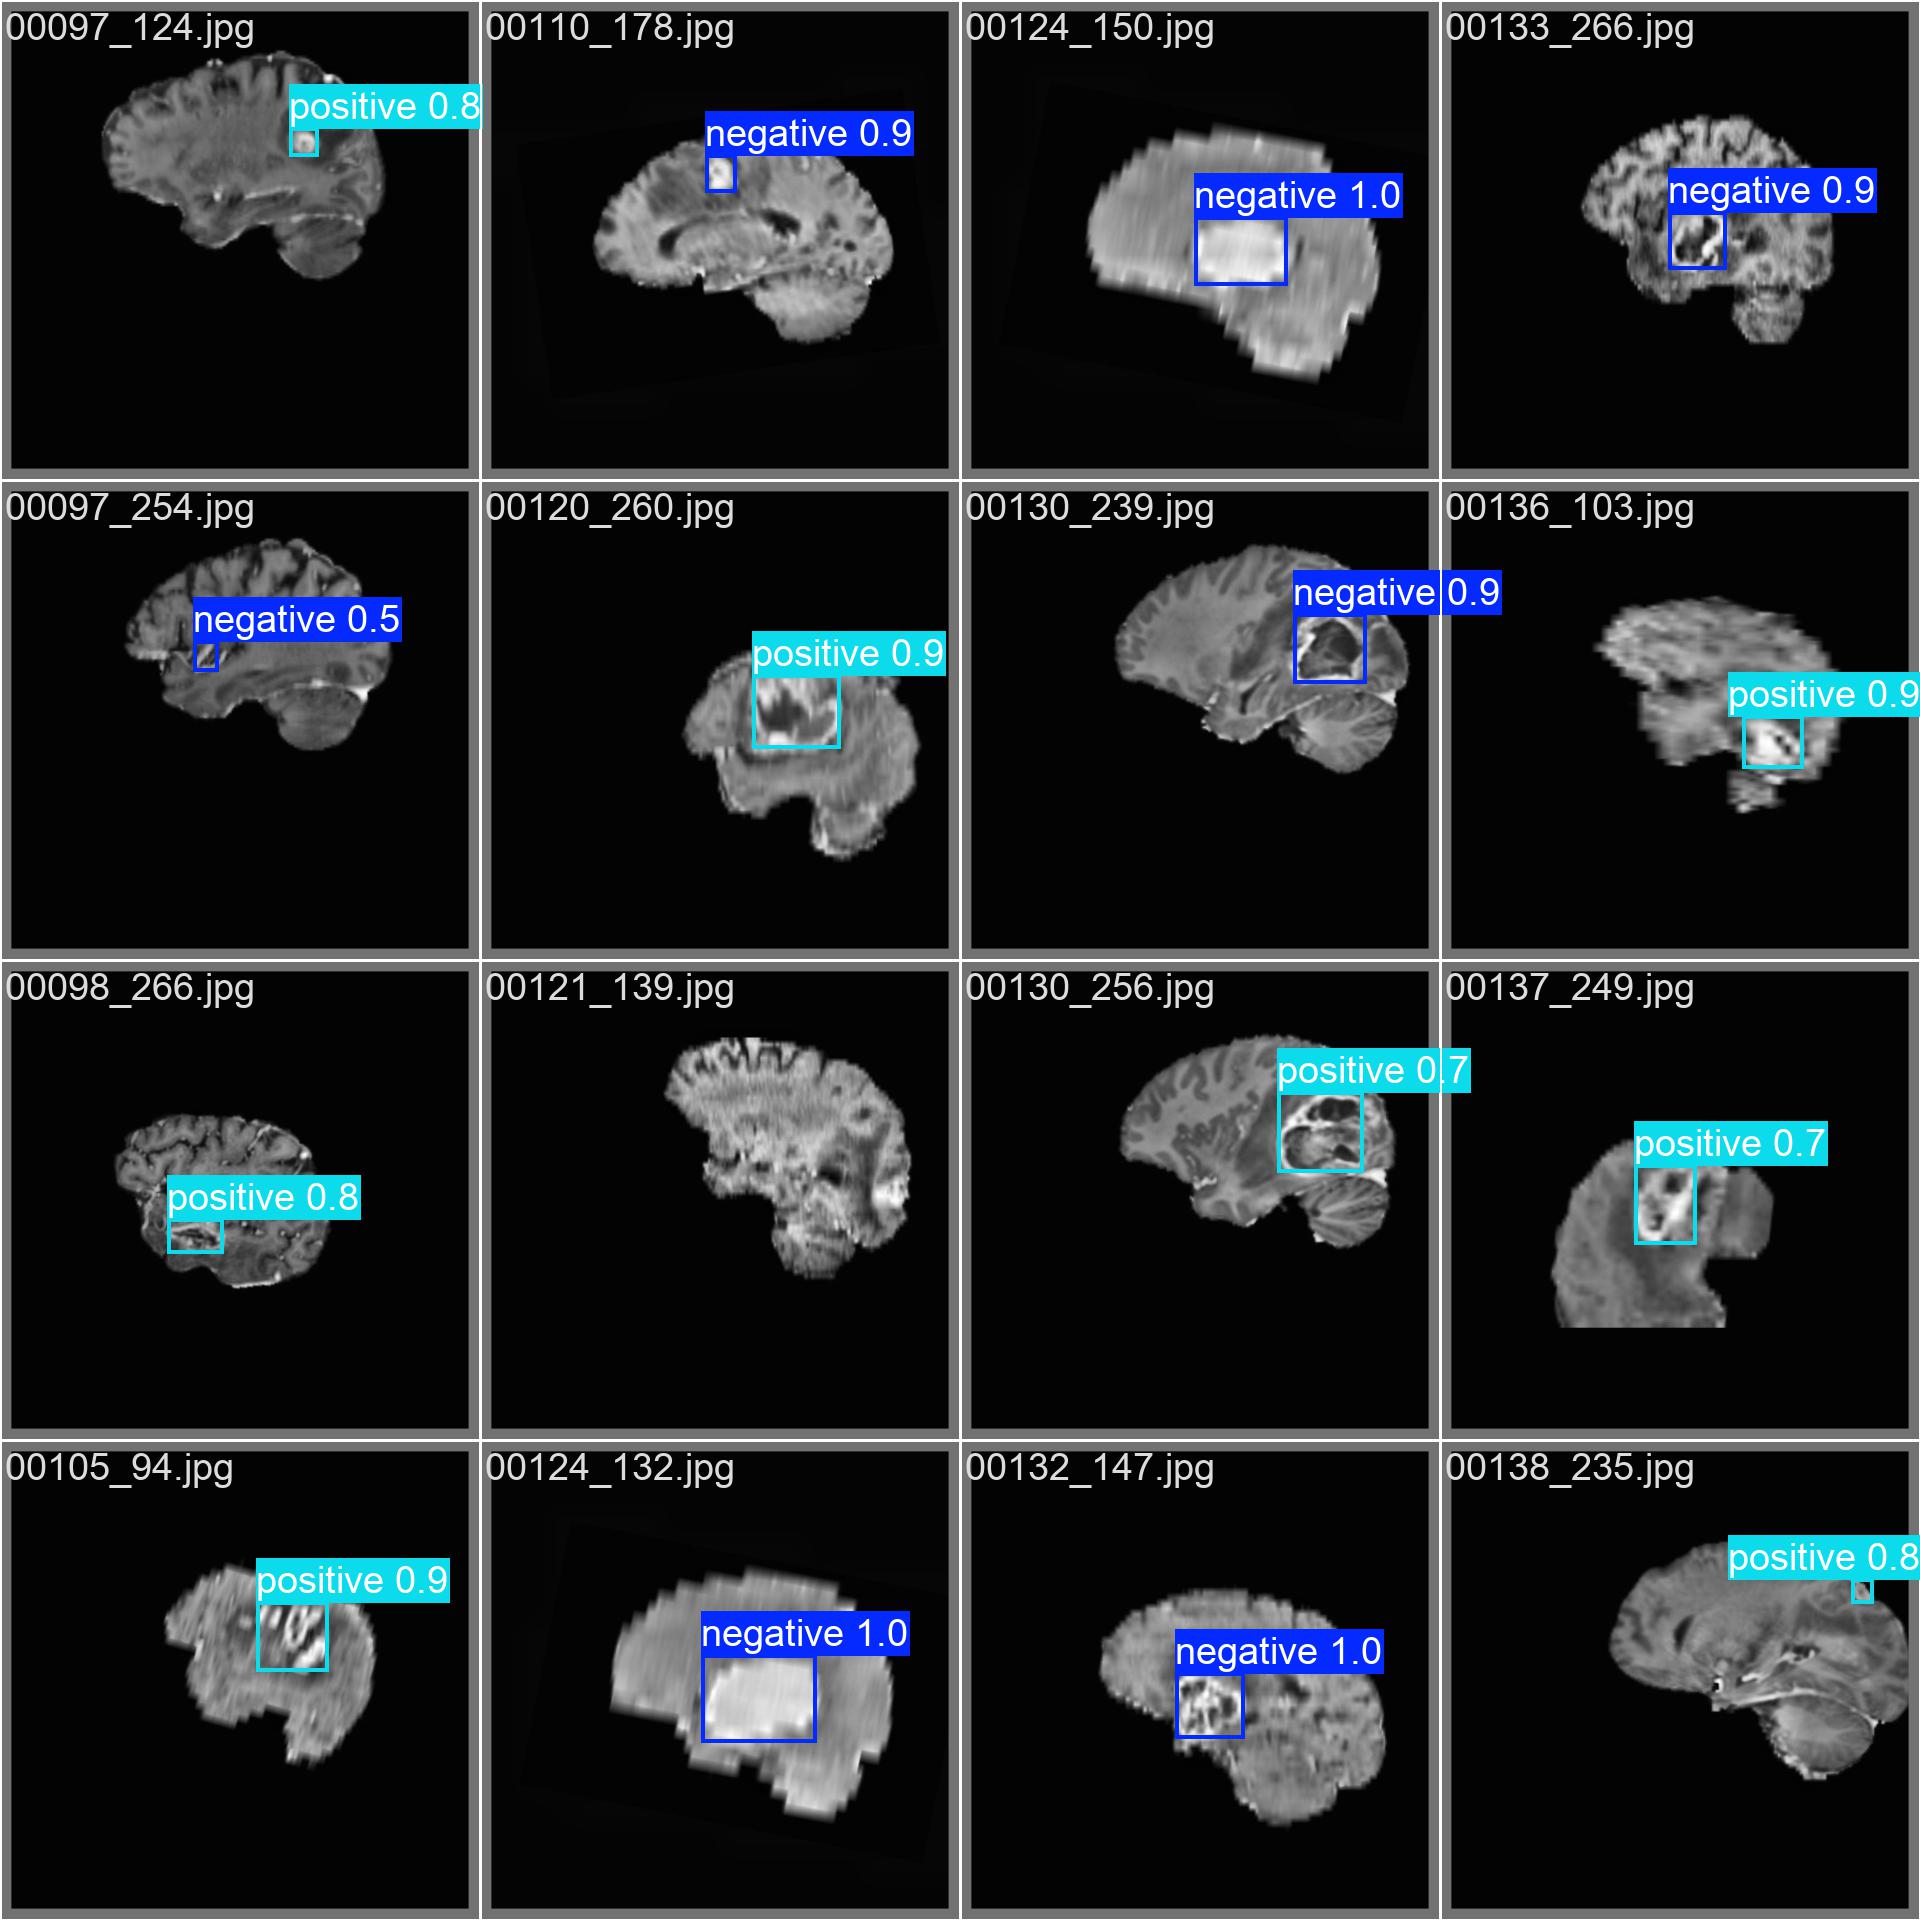 00097_124.jpg
positive 0.8
00110_178.jpg
negative 0.9
00124_150.jpg
negative 1.0
00133_266.jpg
negative 0.9
00097_254.jpg
negative 0.5
00120_260.jpg
positive 0.9
00130_239.jpg
negative 0.9
00136_103.jpg
positive 0.9
00098_266.jpg
positive 0.8
00121_139.jpg
00130_256.jpg
positive 0.7
00137_249.jpg
positive 0.7
00105_94.jpg
positive 0.9
00124_132.jpg
negative 1.0
00132_147.jpg
negative 1.0
00138_235.jpg
positive 0.8